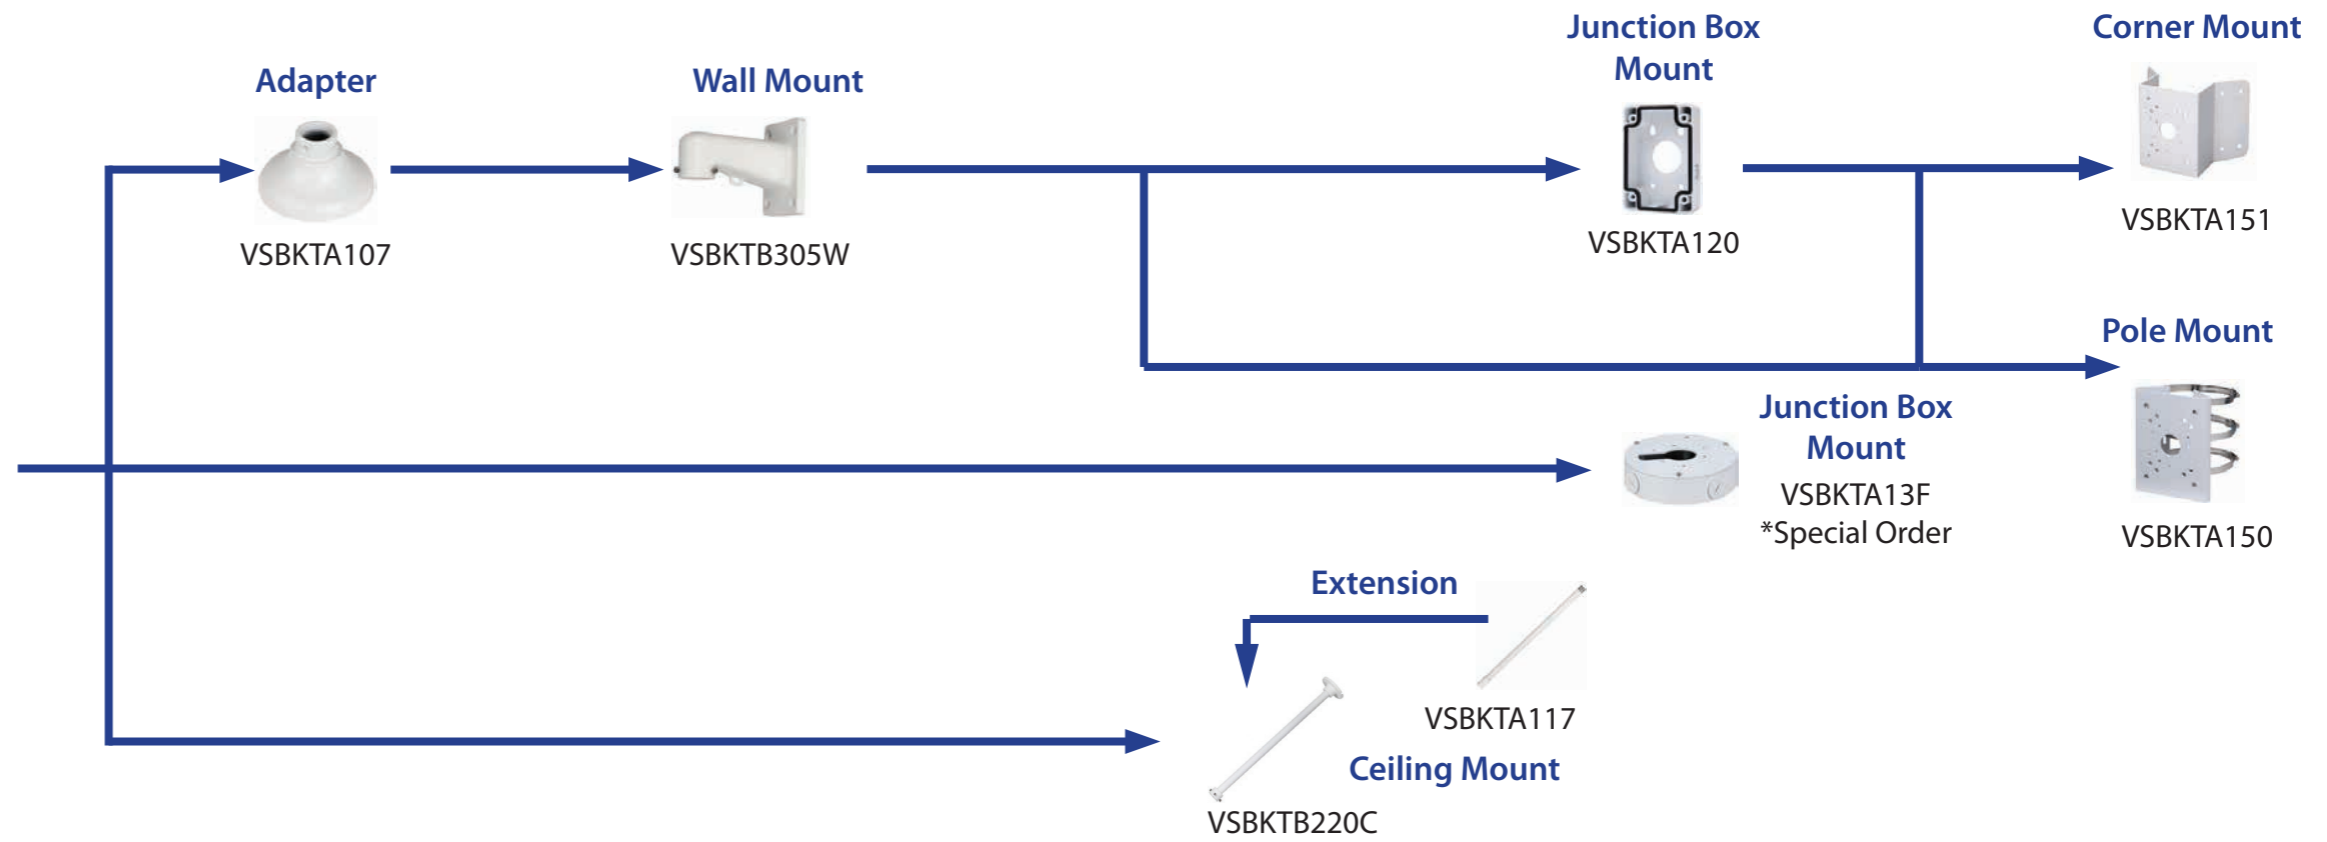 Adapter
VSBKTA107
Wall Mount
VSBKTB305W
Junction Box
Mount
VSBKTA120
Corner Mount
VSBKTA151
Pole Mount
VSBKTA150
Junction Box
Mount
VSBKTA13F
*Special Order
Extension
VSBKTA117
Ceiling Mount
VSBKTB220C